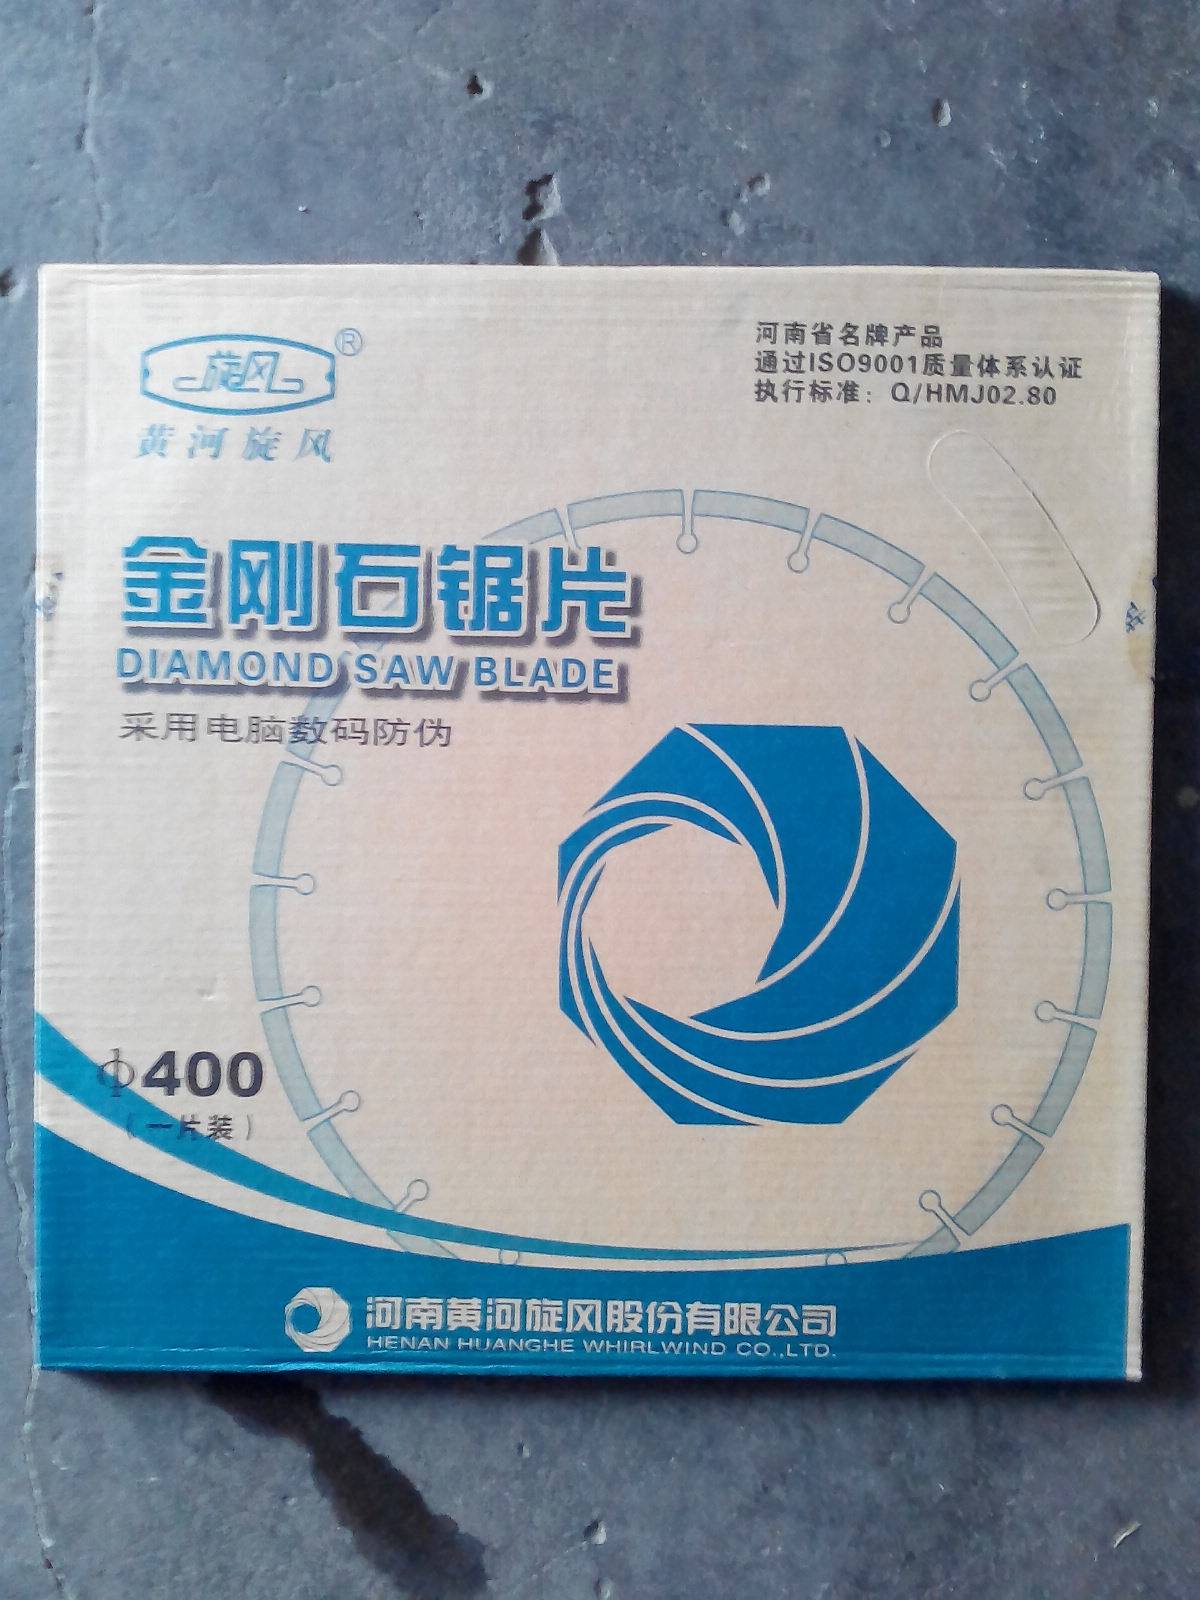 旋风 ®
黄河旋风
河南省名牌产品
通过ISO9001质量体系认证
执行标准：Q/HMJ02.80
金刚石锯片
DIAMOND SAW BLADE
采用电脑数码防伪
Φ400
（一片装）
河南黄河旋风股份有限公司
HENAN HUANGHE WHIRLWIND CO.,LTD.